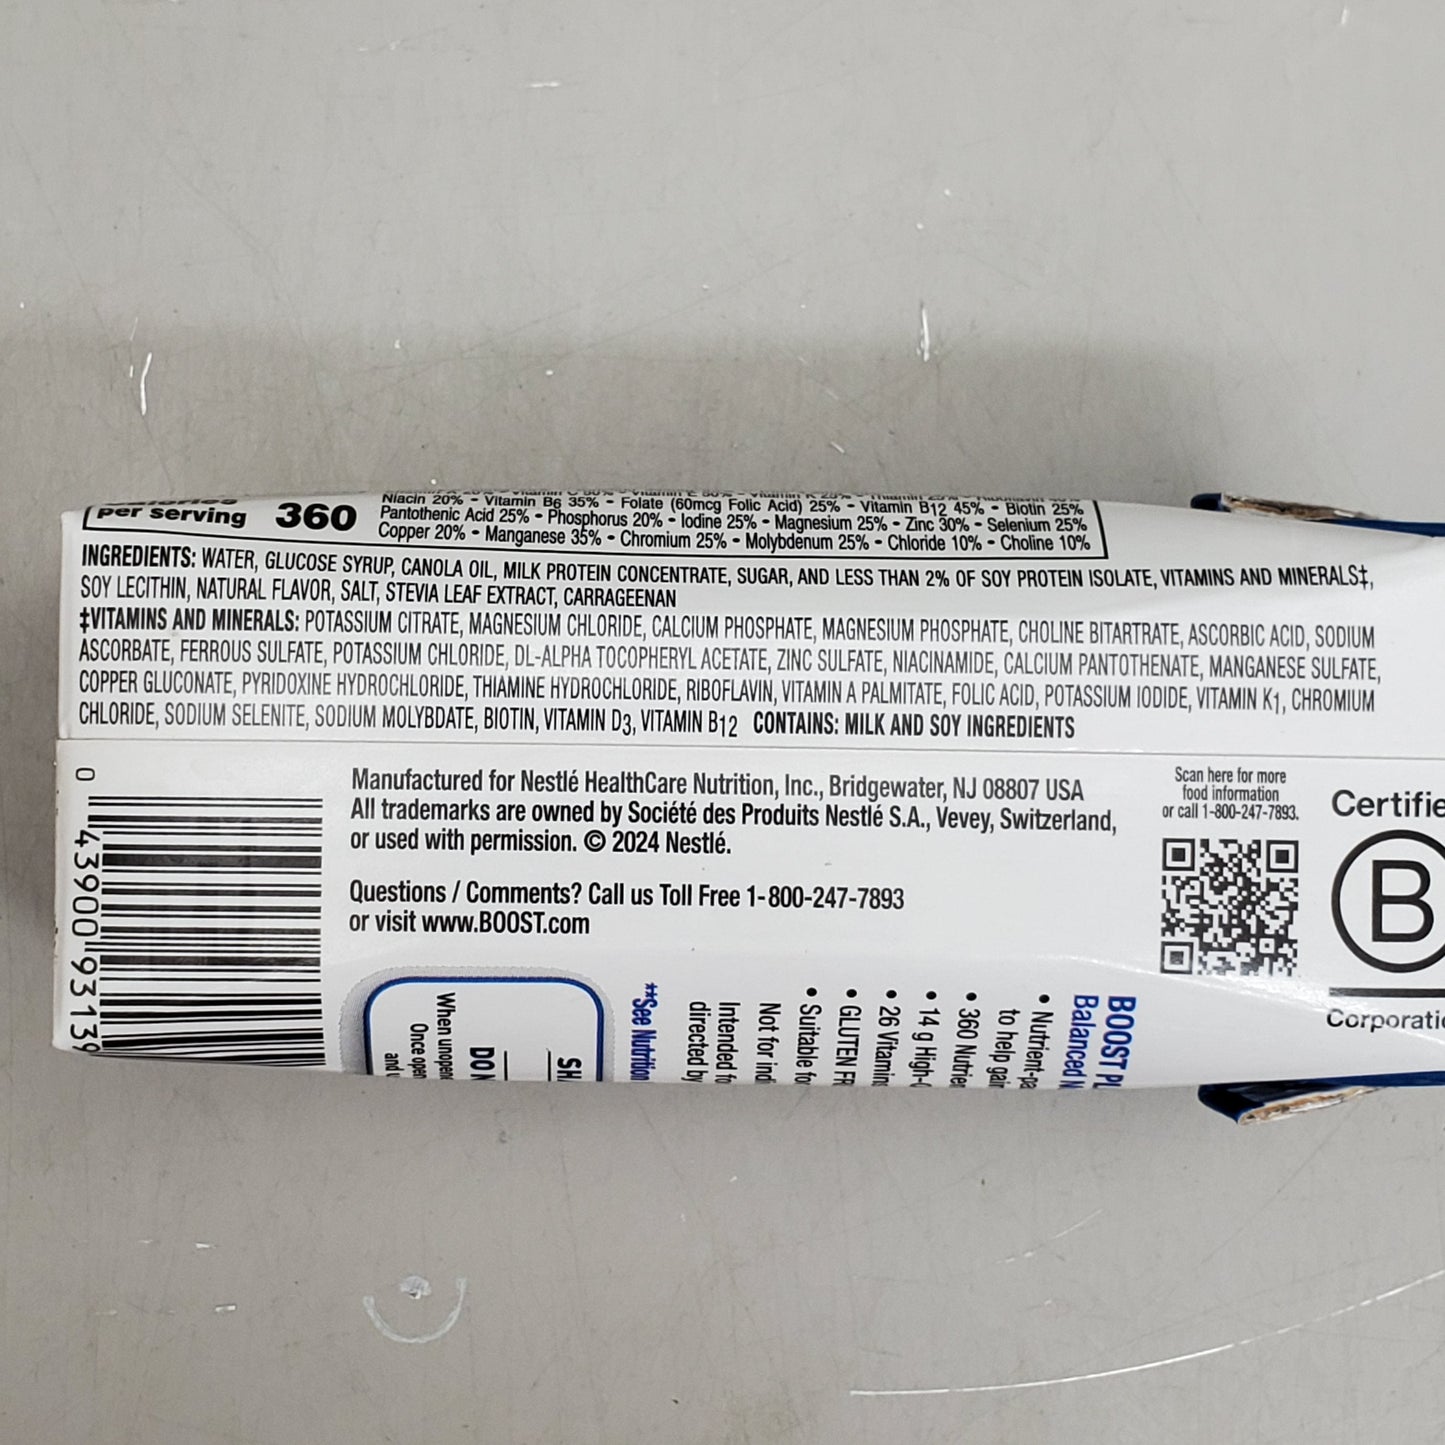 Calories
per serving 360
Niacin 20% • Vitamin B6 35% • Folate (60mcg Folic Acid) 25% • Vitamin B12 45% • Biotin 25%
Pantothenic Acid 25% • Phosphorus 20% • Iodine 25% • Magnesium 25% • Zinc 30% • Selenium 25%
Copper 20% • Manganese 35% • Chromium 25% • Molybdenum 25% • Chloride 10% • Choline 10%
INGREDIENTS: WATER, GLUCOSE SYRUP, CANOLA OIL, MILK PROTEIN CONCENTRATE, SUGAR, AND LESS THAN 2% OF SOY PROTEIN ISOLATE, VITAMINS AND MINERALS‡,
SOY LECITHIN, NATURAL FLAVOR, SALT, STEVIA LEAF EXTRACT, CARRAGEENAN
‡VITAMINS AND MINERALS: POTASSIUM CITRATE, MAGNESIUM CHLORIDE, CALCIUM PHOSPHATE, MAGNESIUM PHOSPHATE, CHOLINE BITARTRATE, ASCORBIC ACID, SODIUM
ASCORBATE, FERROUS SULFATE, POTASSIUM CHLORIDE, DL-ALPHA TOCOPHERYL ACETATE, ZINC SULFATE, NIACINAMIDE, CALCIUM PANTOTHENATE, MANGANESE SULFATE,
COPPER GLUCONATE, PYRIDOXINE HYDROCHLORIDE, THIAMINE HYDROCHLORIDE, RIBOFLAVIN, VITAMIN A PALMITATE, FOLIC ACID, POTASSIUM IODIDE, VITAMIN K1, CHROMIUM
CHLORIDE, SODIUM SELENITE, SODIUM MOLYBDATE, BIOTIN, VITAMIN D3, VITAMIN B12 CONTAINS: MILK AND SOY INGREDIENTS
0 43900 93139
Manufactured for Nestlé HealthCare Nutrition, Inc., Bridgewater, NJ 08807 USA
All trademarks are owned by Société des Produits Nestlé S.A., Vevey, Switzerland,
or used with permission. © 2024 Nestlé.
Questions / Comments? Call us Toll Free 1-800-247-7893
or visit www.BOOST.com
Scan here for more
food information
or call 1-800-247-7893.
Certifie
B
Corporati
BOOST PL
Balanced N
• Nutrient-pa
to help gai
• 360 Nutrie
• 14 g High-
• 26 Vitamin
• GLUTEN FR
• Suitable fo
Not for indi
Intended fo
directed by
**See Nutrition
SHA
DO N
When unopen
Once open
and